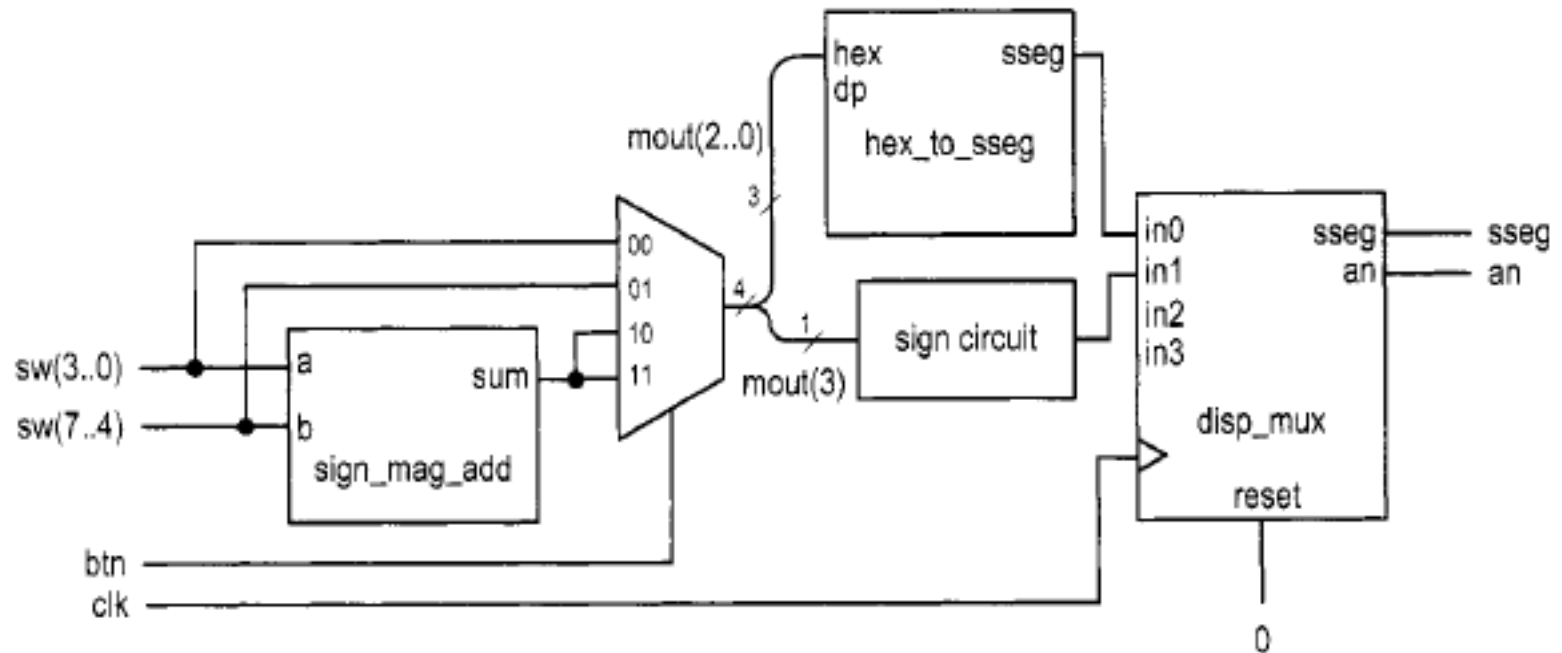 hex
sseg
dp
hex_to_sseg
mout(2..0)
3
00
01
10
11
4
1
mout(3)
sign circuit
sw(3..0)
sw(7..4)
a
b
sum
sign_mag_add
btn
clk
in0
in1
in2
in3
sseg
an
disp_mux
reset
0
sseg
an